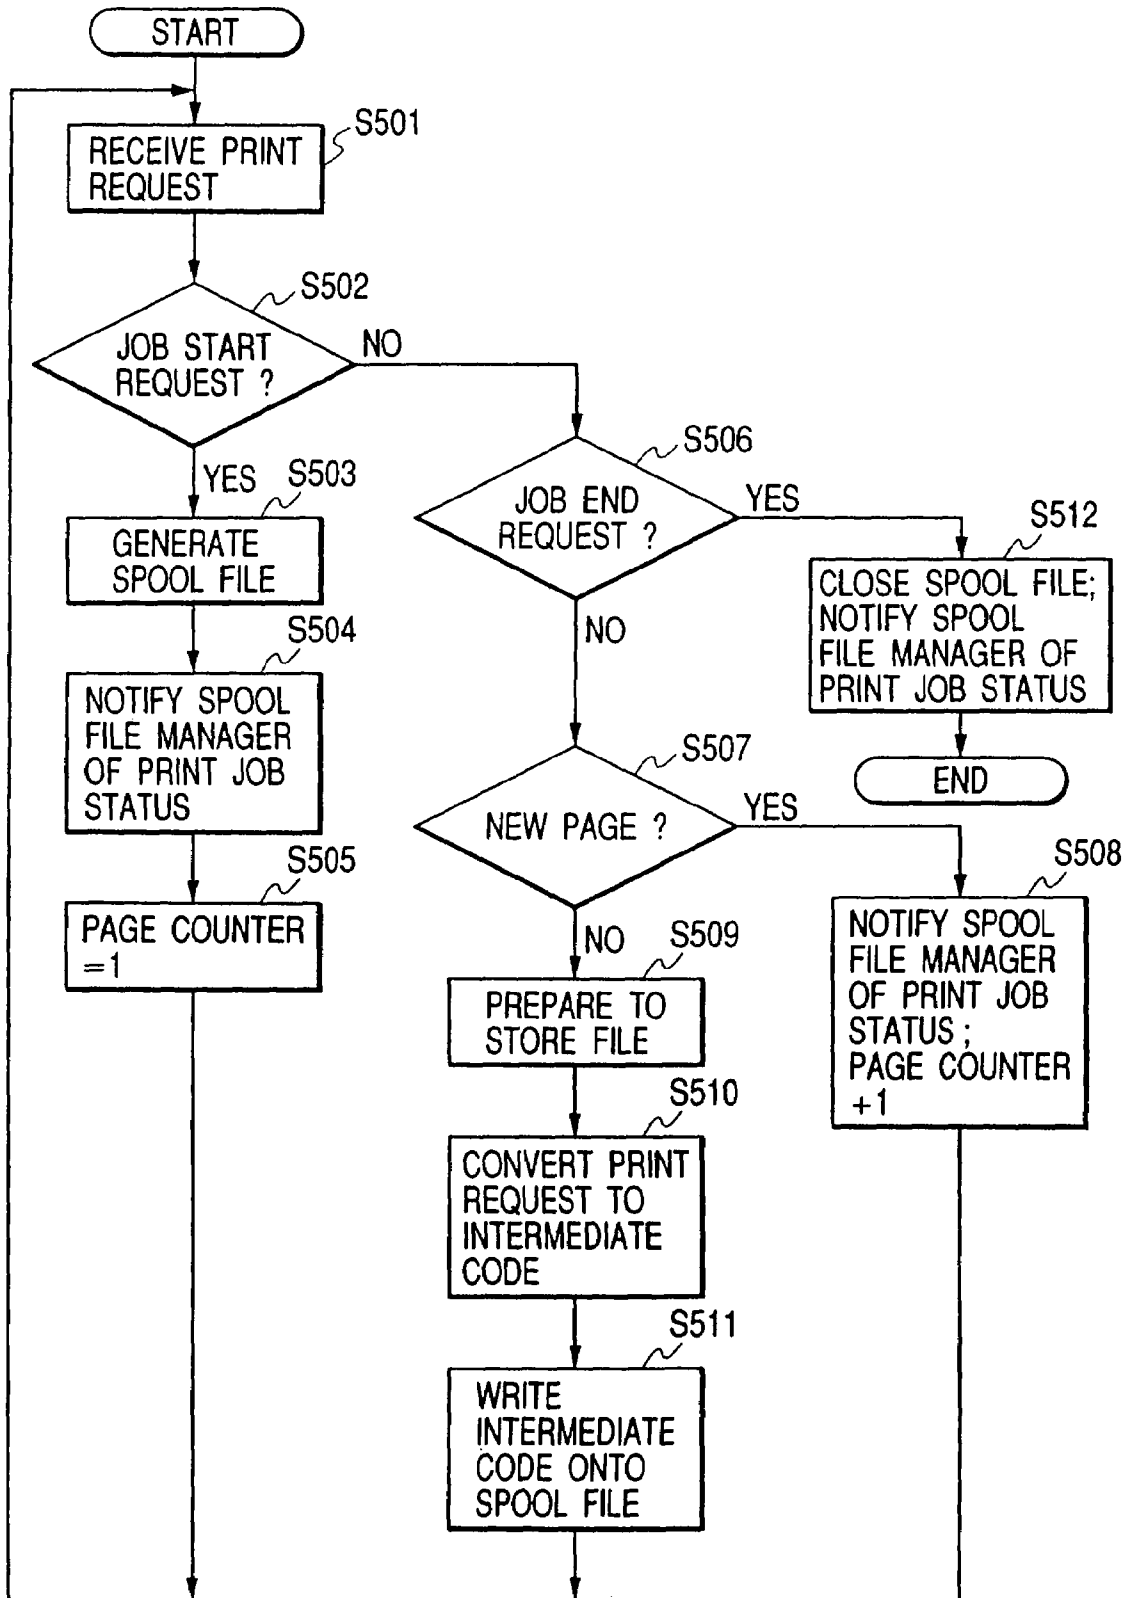 START
S501
RECEIVE PRINT
REQUEST
S502
JOB START
REQUEST ?
NO
YES
S503
GENERATE
SPOOL FILE
S504
NOTIFY SPOOL
FILE MANAGER
OF PRINT JOB
STATUS
S505
PAGE COUNTER
=1
S506
JOB END
REQUEST ?
YES
S512
CLOSE SPOOL FILE;
NOTIFY SPOOL
FILE MANAGER OF
PRINT JOB STATUS
END
NO
S507
NEW PAGE ?
YES
S508
NOTIFY SPOOL
FILE MANAGER
OF PRINT JOB
STATUS ;
PAGE COUNTER
+1
NO
S509
PREPARE TO
STORE FILE
S510
CONVERT PRINT
REQUEST TO
INTERMEDIATE
CODE
S511
WRITE
INTERMEDIATE
CODE ONTO
SPOOL FILE